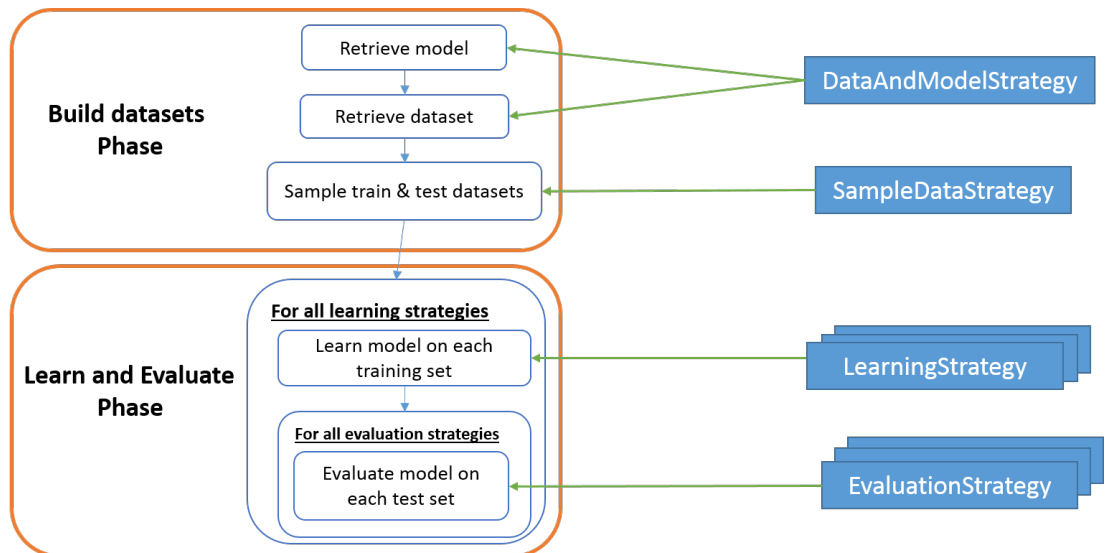 Build datasets
Phase
Retrieve model
Retrieve dataset
Sample train & test datasets
DataAndModelStrategy
SampleDataStrategy
Learn and Evaluate
Phase
For all learning strategies
Learn model on each
training set
For all evaluation strategies
Evaluate model on
each test set
LearningStrategy
EvaluationStrategy